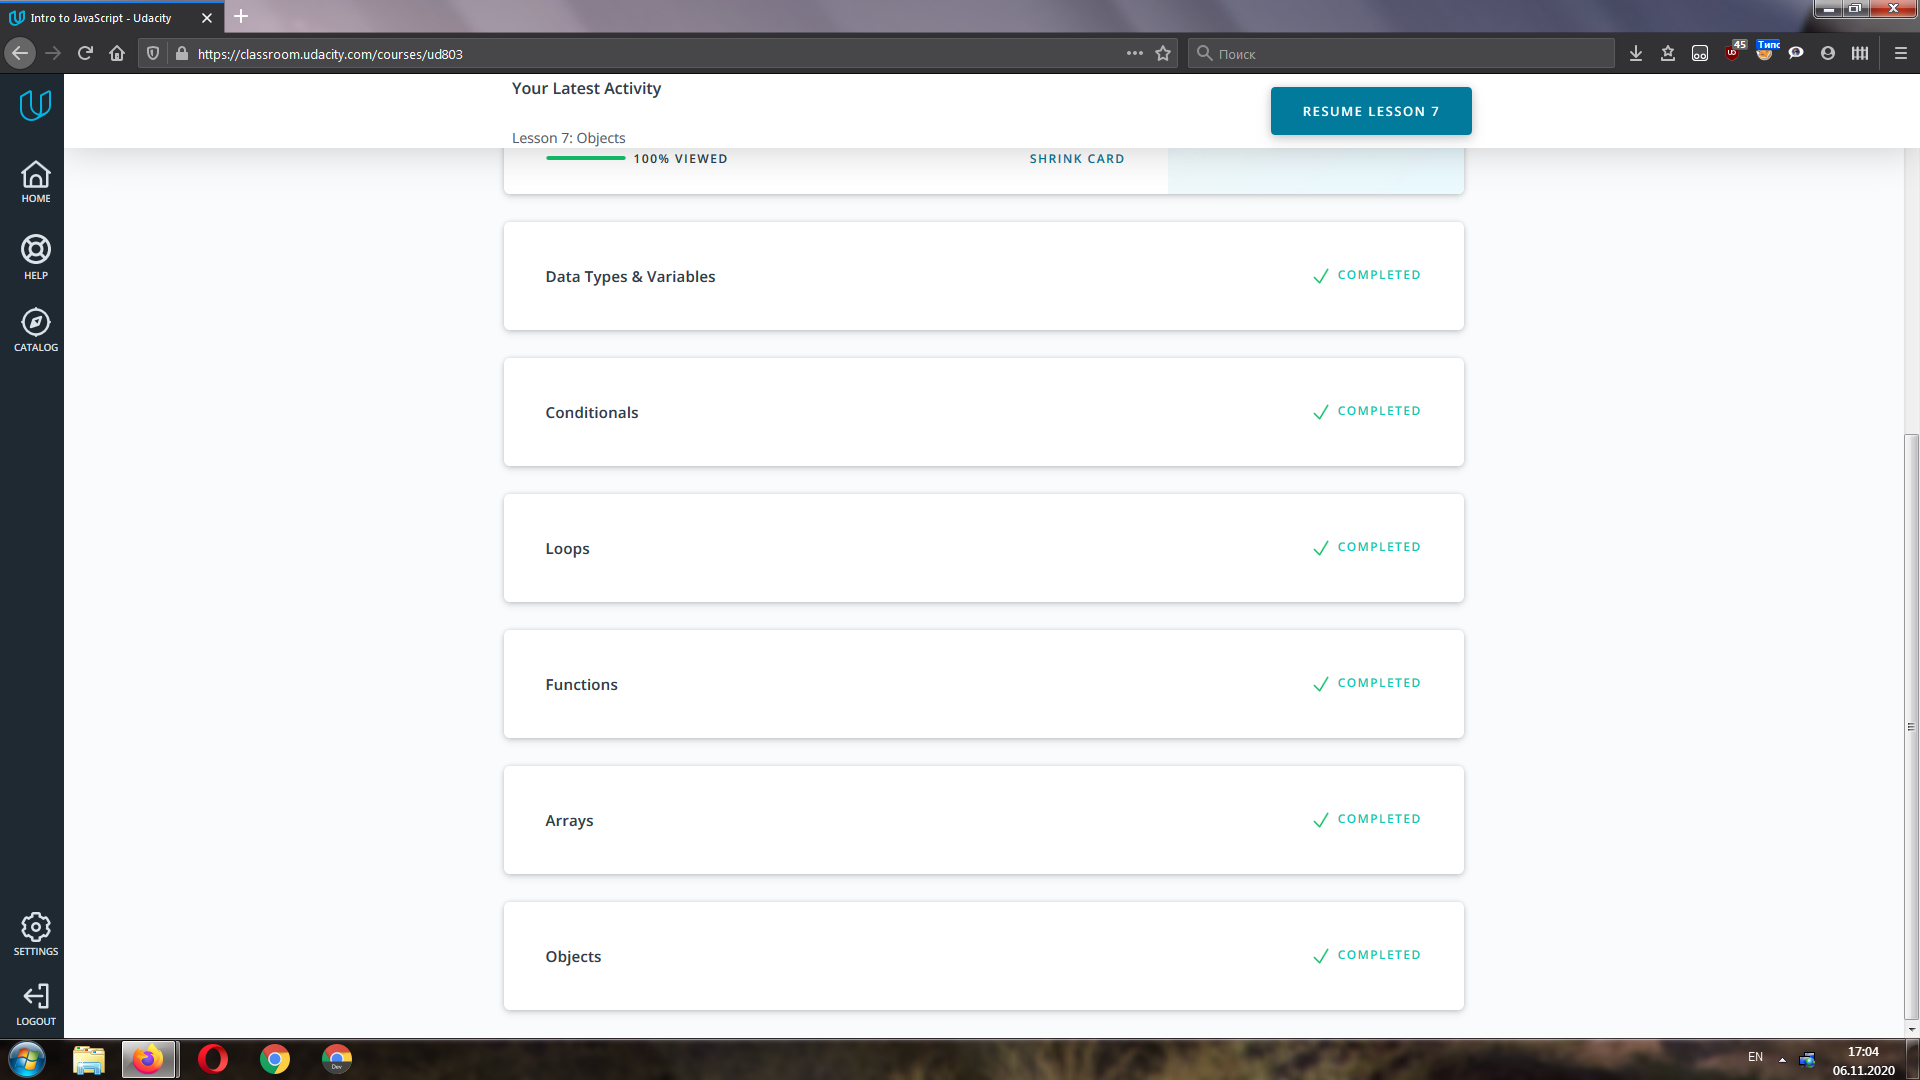 Intro to JavaScript - Udacity
https://classroom.udacity.com/courses/ud803
Поиск
45
Типс
Your Latest Activity
RESUME LESSON 7
Lesson 7: Objects
100% VIEWED
SHRINK CARD
HOME
HELP
CATALOG
Data Types & Variables
COMPLETED
Conditionals
COMPLETED
Loops
COMPLETED
Functions
COMPLETED
Arrays
COMPLETED
Objects
COMPLETED
SETTINGS
LOGOUT
Dev
EN
17:04
06.11.2020